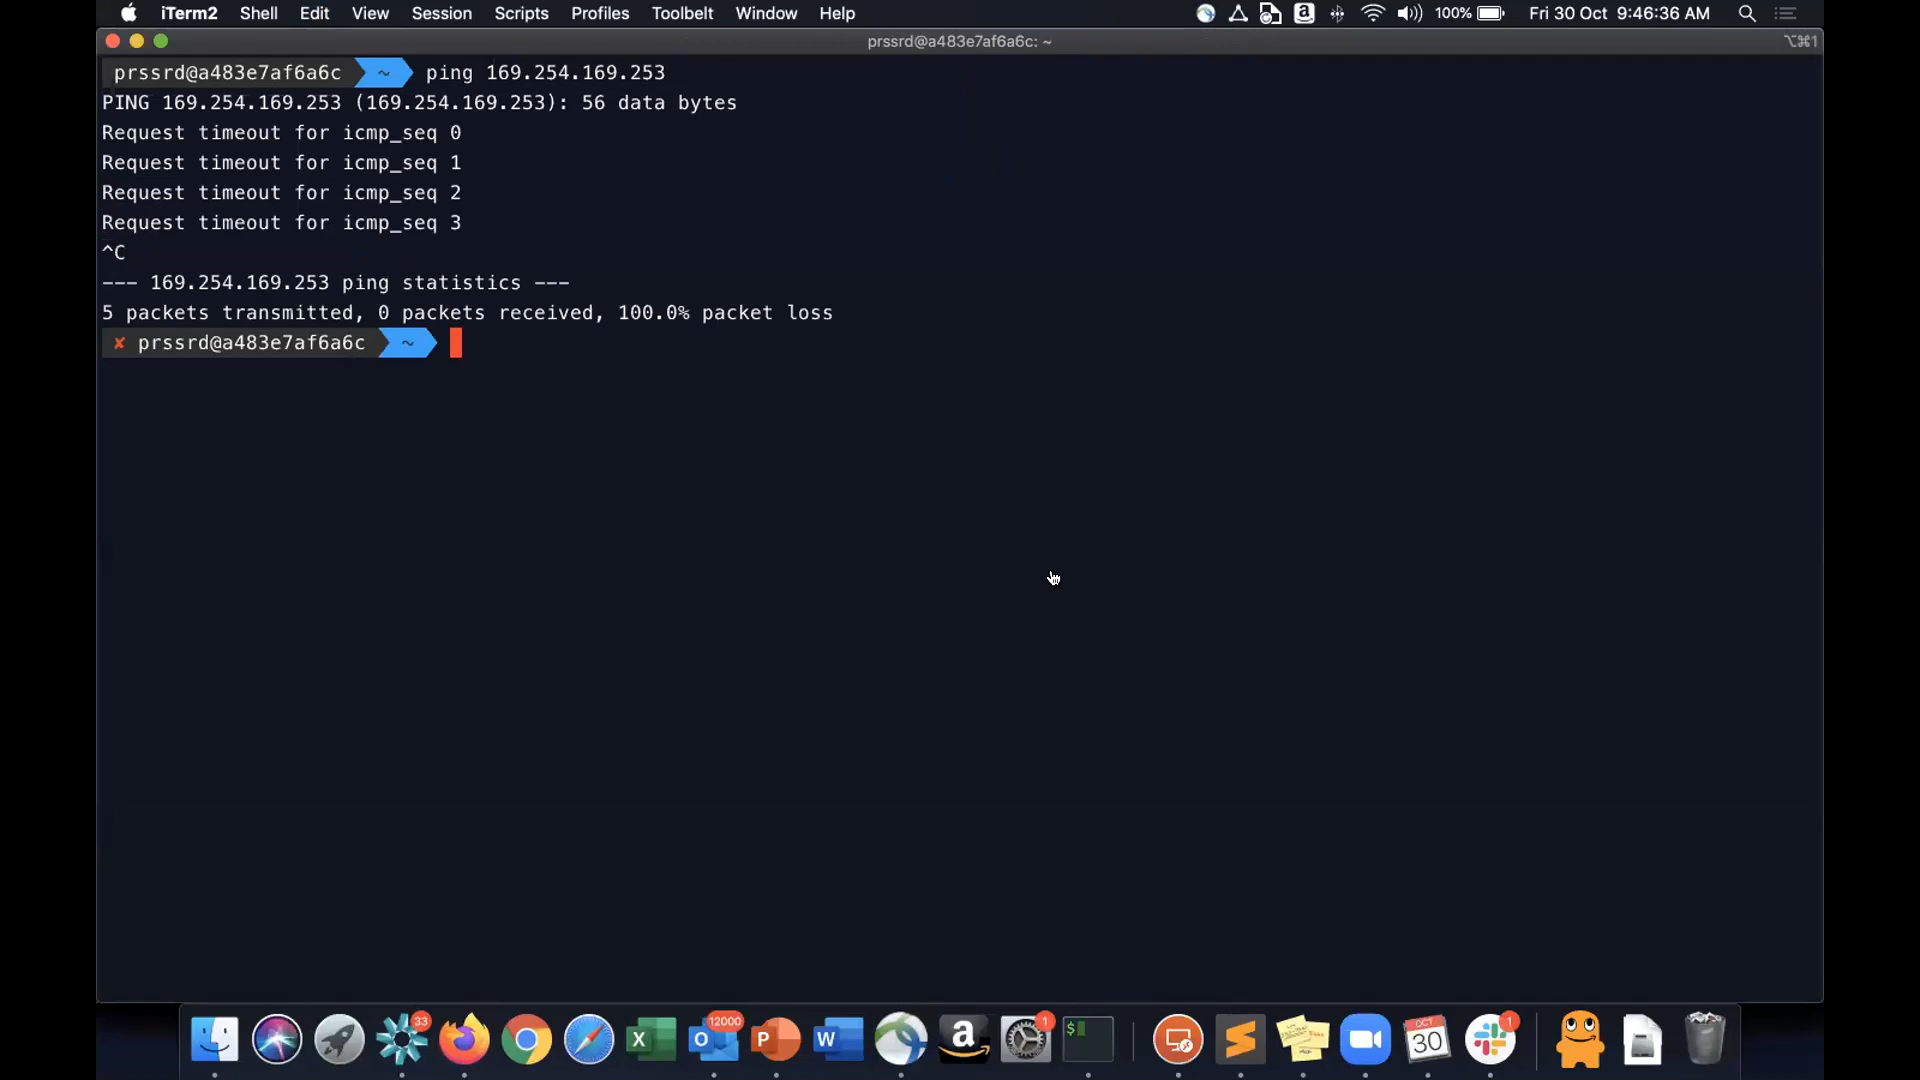 iTerm2 Shell Edit View Session Scripts Profiles Toolbelt Window Help 100% Fri 30 Oct 9:46:36 AM
prssrd@a483e7af6a6c: ~ ⌥⌘1
prssrd@a483e7af6a6c ~ ping 169.254.169.253
PING 169.254.169.253 (169.254.169.253): 56 data bytes
Request timeout for icmp_seq 0
Request timeout for icmp_seq 1
Request timeout for icmp_seq 2
Request timeout for icmp_seq 3
^C
--- 169.254.169.253 ping statistics ---
5 packets transmitted, 0 packets received, 100.0% packet loss
✘ prssrd@a483e7af6a6c ~
33 X O 12000 P W a 1 $ OCT 30 1